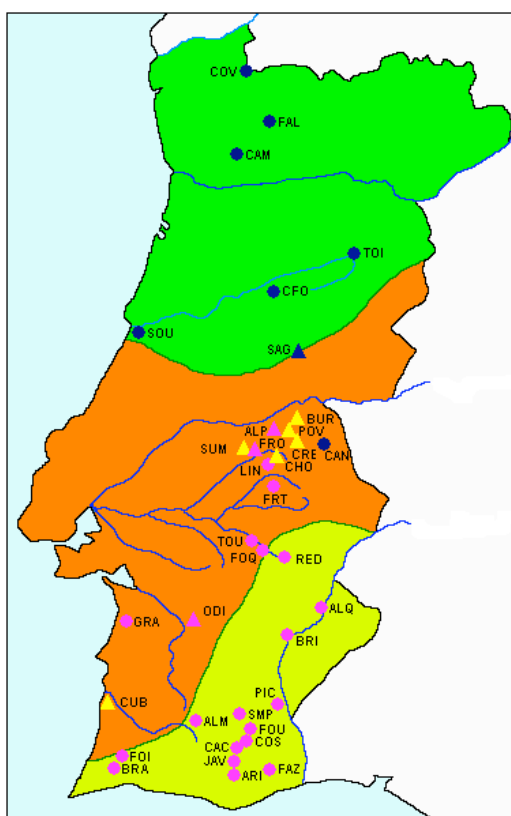 COV
FAL
CAM
TOI
CFO
SOU
SAG
BUR
ALP
POV
SUM
FRO
CRE
CAN
LIN
CHO
FRT
TOU
FOQ
RED
ALQ
GRA
ODI
BRI
PIC
CUB
SMP
ALM
FOU
COS
CAC
FOI
JAV
BRA
FAZ
ARI